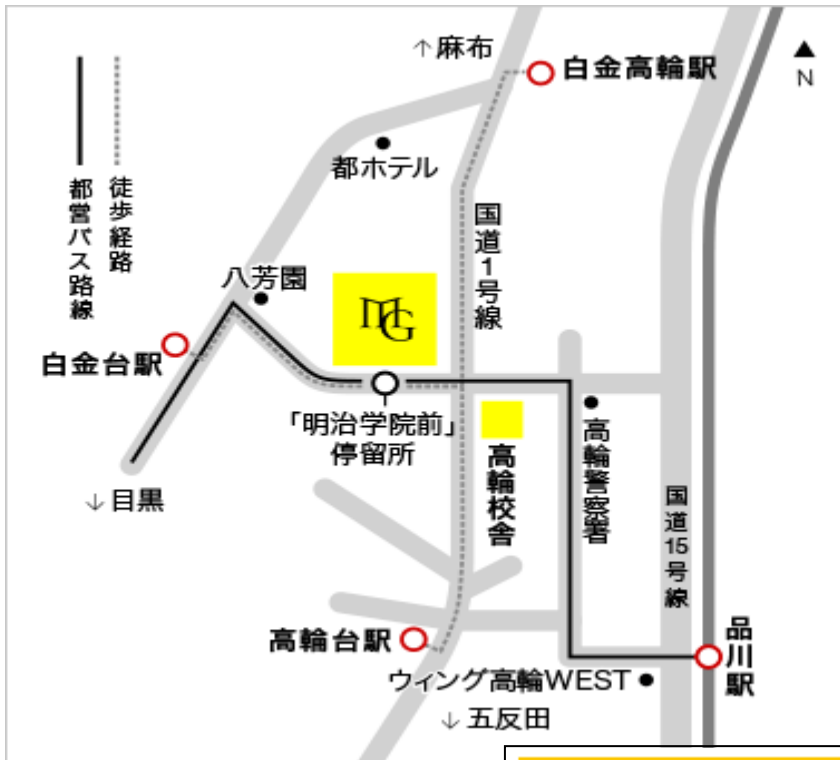 ↑麻布
白金高輪駅
N
都営バス路線
徒歩経路
都ホテル
国道1号線
八芳園
MG
白金台駅
「明治学院前」
停留所
高輪校舎
高輪警察署
国道15号線
↓目黒
高輪台駅
品川駅
ウィング高輪WEST
↓五反田